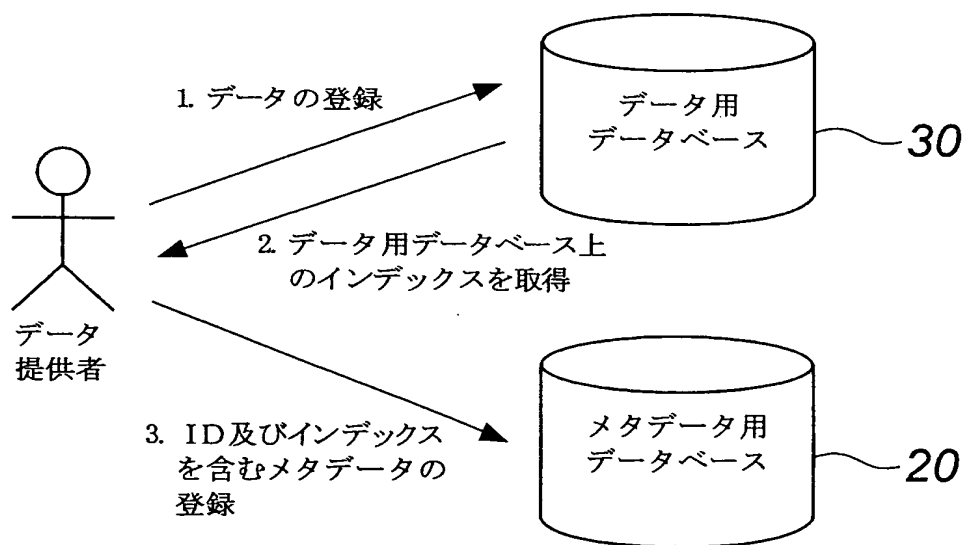 1. データの登録
データ用
データベース
30
2. データ用データベース上
のインデックスを取得
データ
提供者
3. ID及びインデックス
を含むメタデータの
登録
メタデータ用
データベース
20